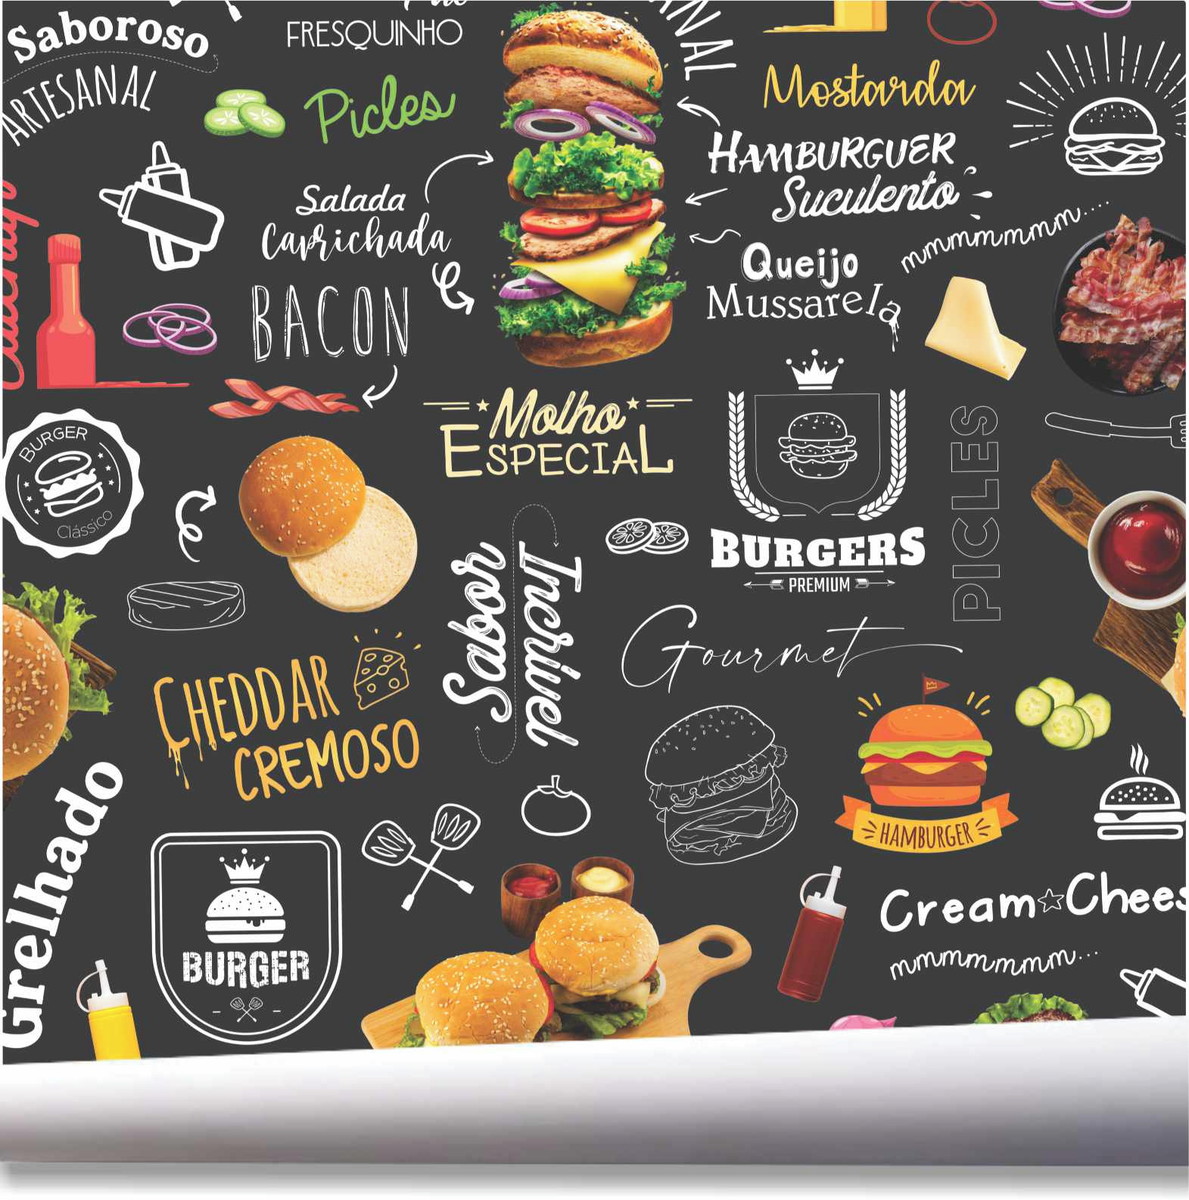 Saboroso
ARTESANAL
FRESQUINHO
Picles
Mostarda
HAMBURGUER
Suculento
mmmmmmm....
Salada
Caprichada
Queijo
Mussarela
BACON
Molho
ESPECIAL
BURGER
Clássico
PICLES
BURGERS
PREMIUM
Sabor
Incrivel
Gourmet
CHEDDAR
CREMOSO
HAMBURGER
Grelhado
BURGER
Cream Chees
mmmmmmm...